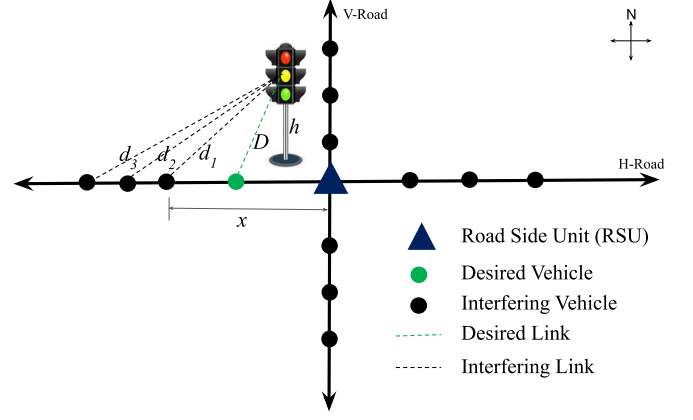 V-Road
N
h
D
d3
d2
d1
H-Road
x
Road Side Unit (RSU)
Desired Vehicle
Interfering Vehicle
Desired Link
Interfering Link